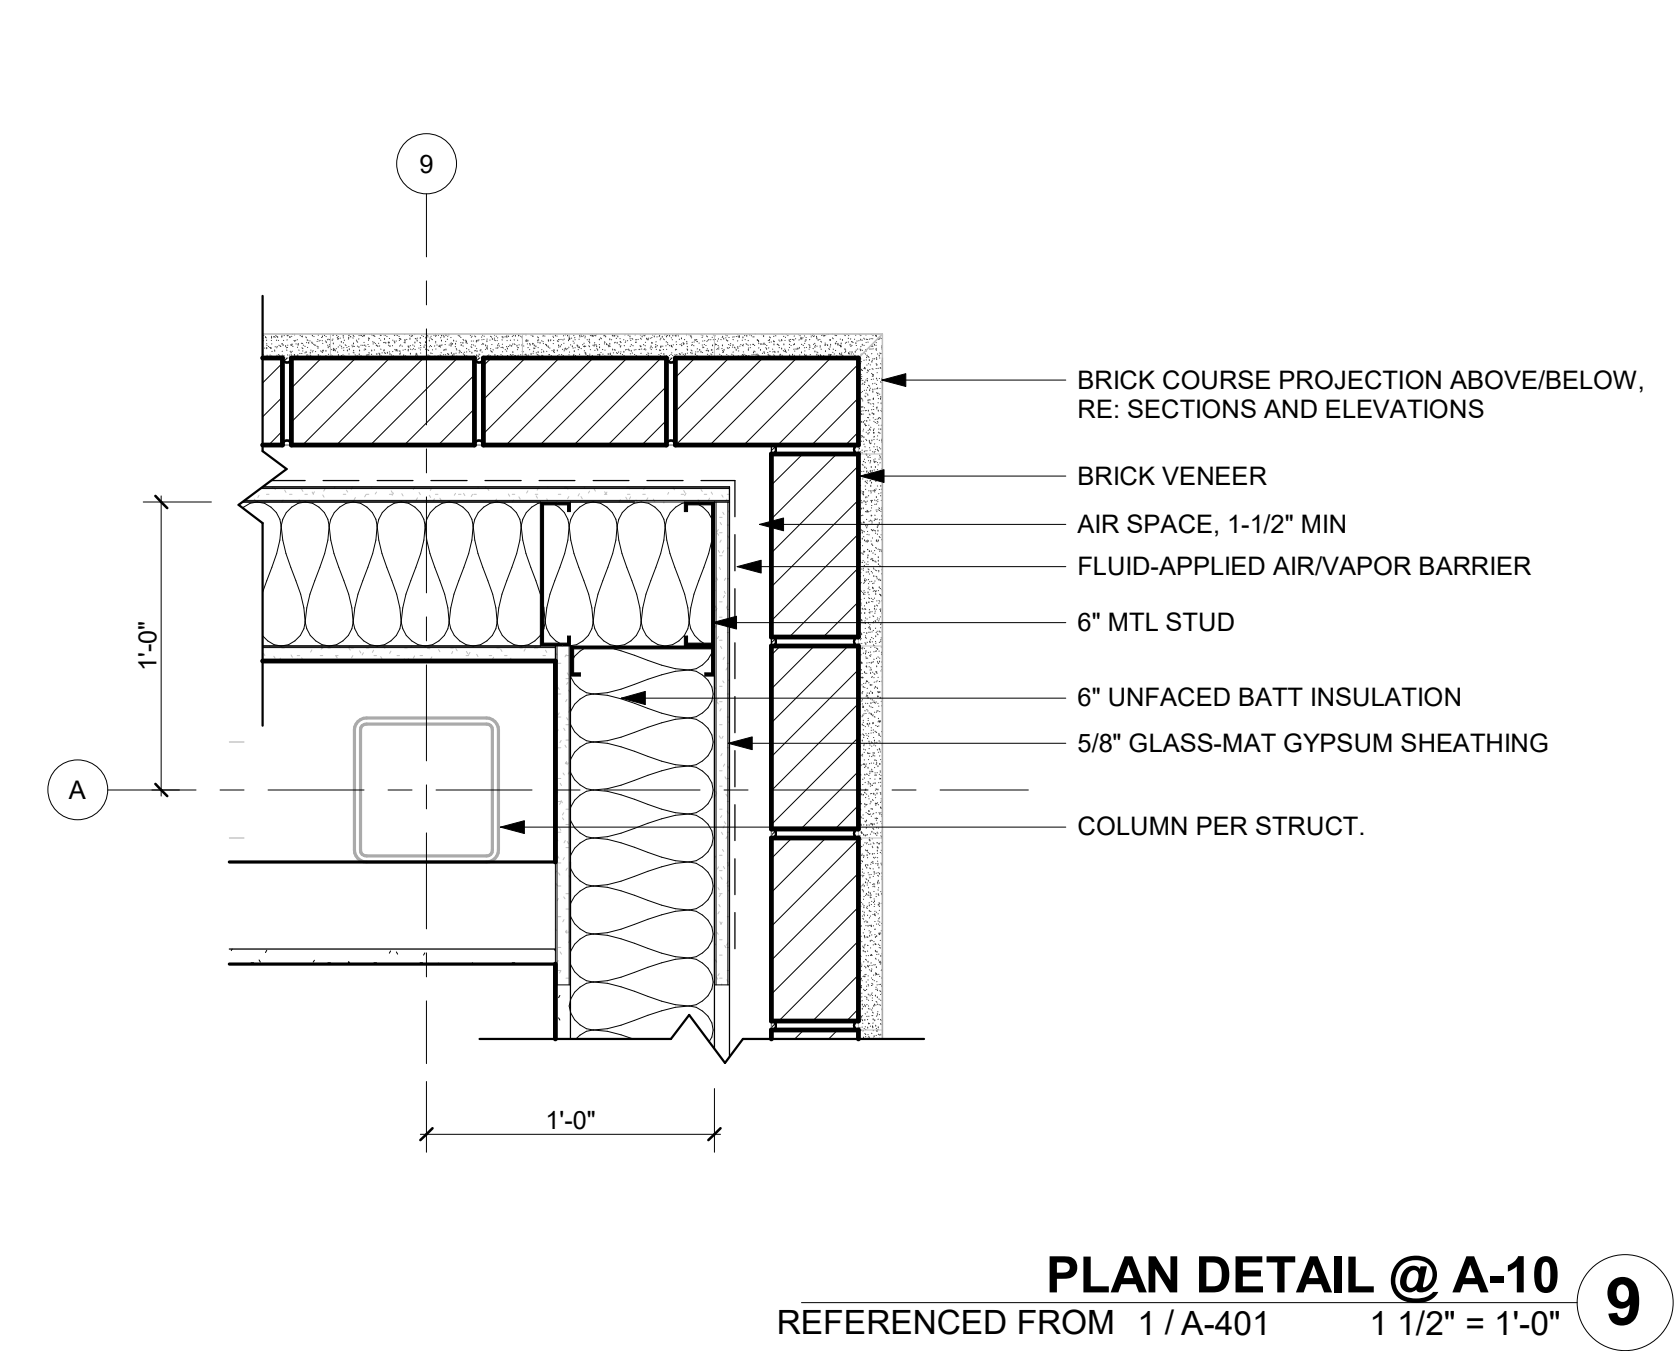 9
BRICK COURSE PROJECTION ABOVE/BELOW,
RE: SECTIONS AND ELEVATIONS
BRICK VENEER
AIR SPACE, 1-1/2" MIN
FLUID-APPLIED AIR/VAPOR BARRIER
6" MTL STUD
1'-0"
6" UNFACED BATT INSULATION
5/8" GLASS-MAT GYPSUM SHEATHING
A
COLUMN PER STRUCT.
1'-0"
PLAN DETAIL @ A-10
9
REFERENCED FROM 1 / A-401 1 1/2" = 1'-0"